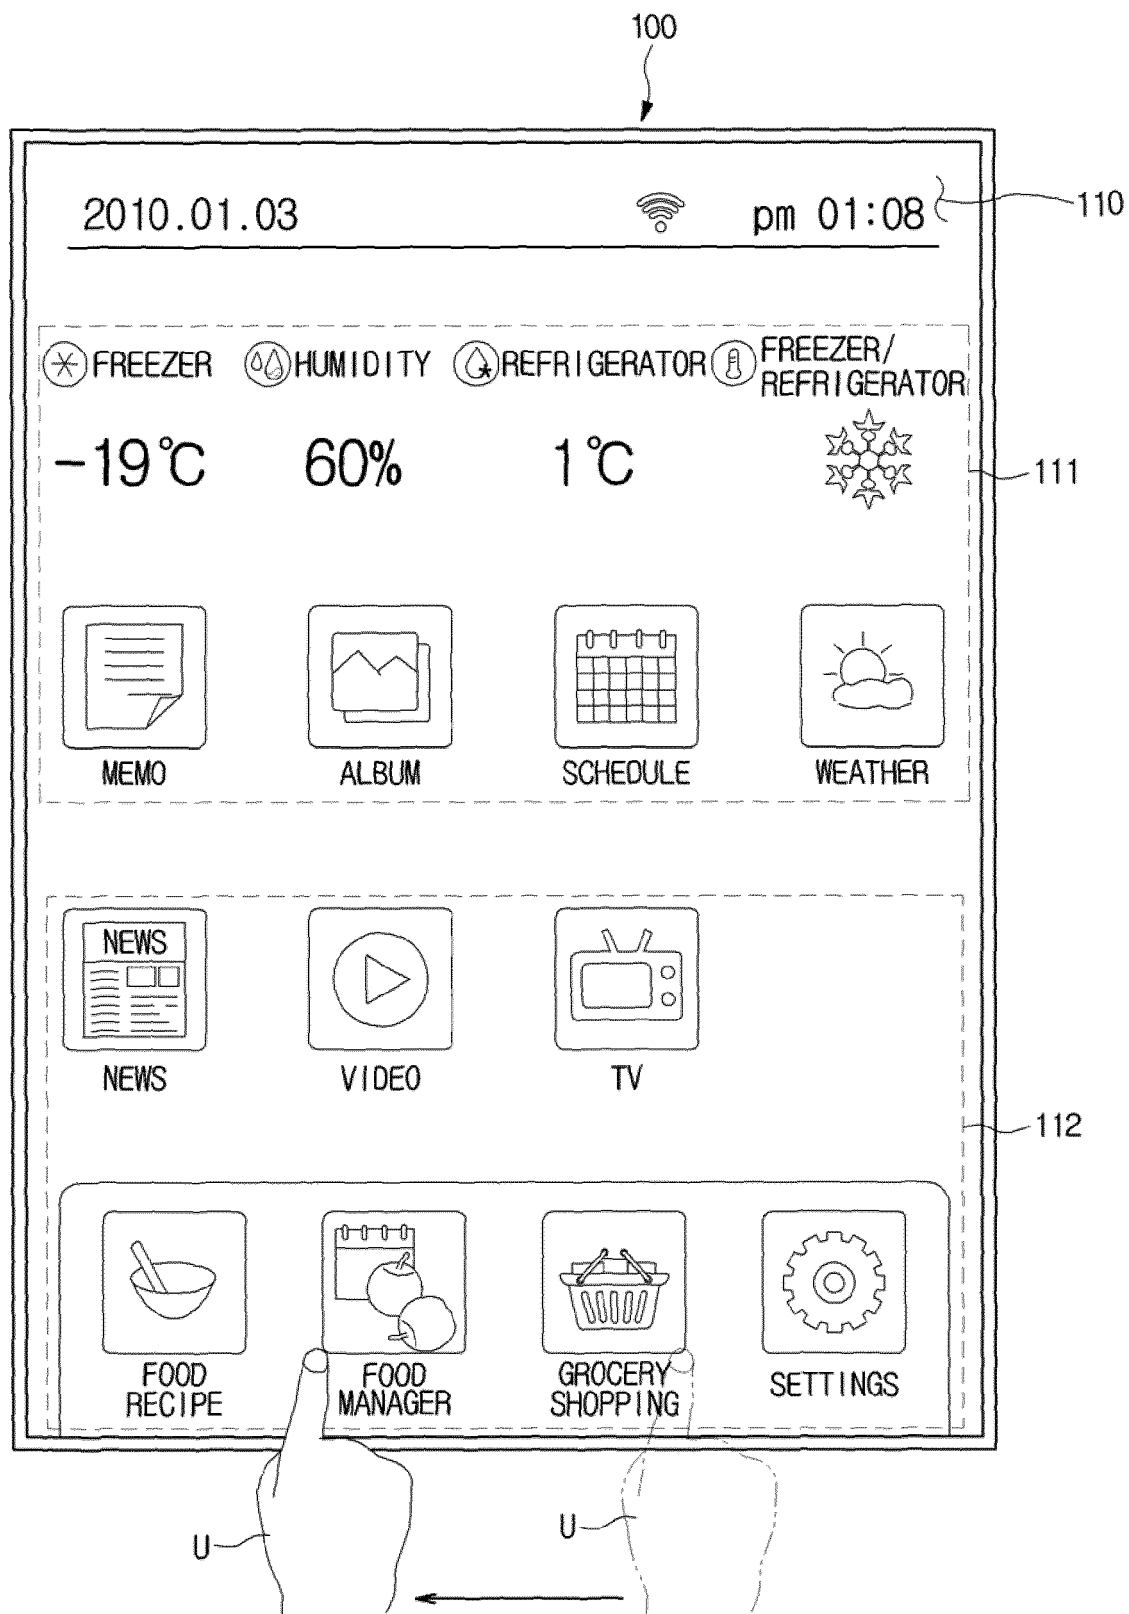 100
2010.01.03 pm 01:08
110
FREEZER HUMIDITY REFRIGERATOR FREEZER/
REFRIGERATOR
-19℃ 60% 1℃
111
MEMO ALBUM SCHEDULE WEATHER
NEWS
NEWS VIDEO TV
112
FOOD FOOD GROCERY SETTINGS
RECIPE MANAGER SHOPPING
U U